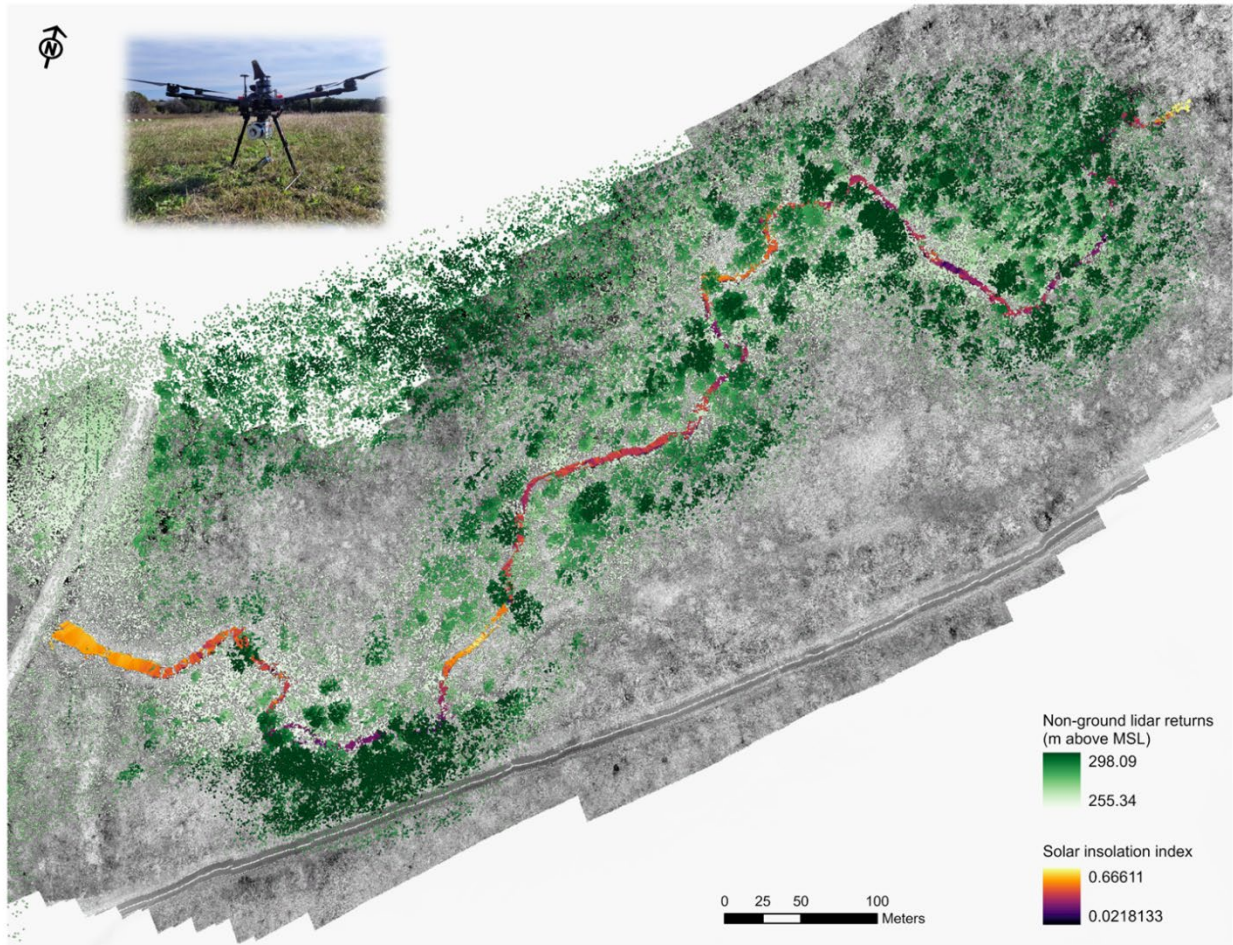 N
Non-ground lidar returns
(m above MSL)
298.09
255.34
Solar insolation index
0.66611
0.0218133
0 25 50 100
Meters